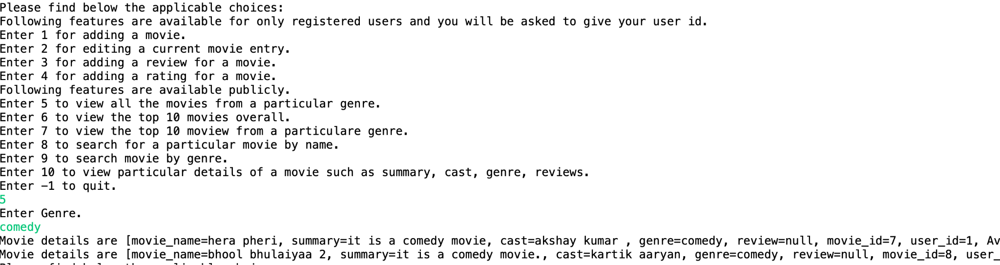 Please find below the applicable choices:
Following features are available for only registered users and you will be asked to give your user id.
Enter 1 for adding a movie.
Enter 2 for editing a current movie entry.
Enter 3 for adding a review for a movie.
Enter 4 for adding a rating for a movie.
Following features are available publicly.
Enter 5 to view all the movies from a particular genre.
Enter 6 to view the top 10 movies overall.
Enter 7 to view the top 10 moview from a particulare genre.
Enter 8 to search for a particular movie by name.
Enter 9 to search movie by genre.
Enter 10 to view particular details of a movie such as summary, cast, genre, reviews.
Enter -1 to quit.
5
Enter Genre.
comedy
Movie details are [movie_name=hera pheri, summary=it is a comedy movie, cast=akshay kumar , genre=comedy, review=null, movie_id=7, user_id=1, Av
Movie details are [movie_name=bhool bhulaiyaa 2, summary=it is a comedy movie., cast=kartik aaryan, genre=comedy, review=null, movie_id=8, user_